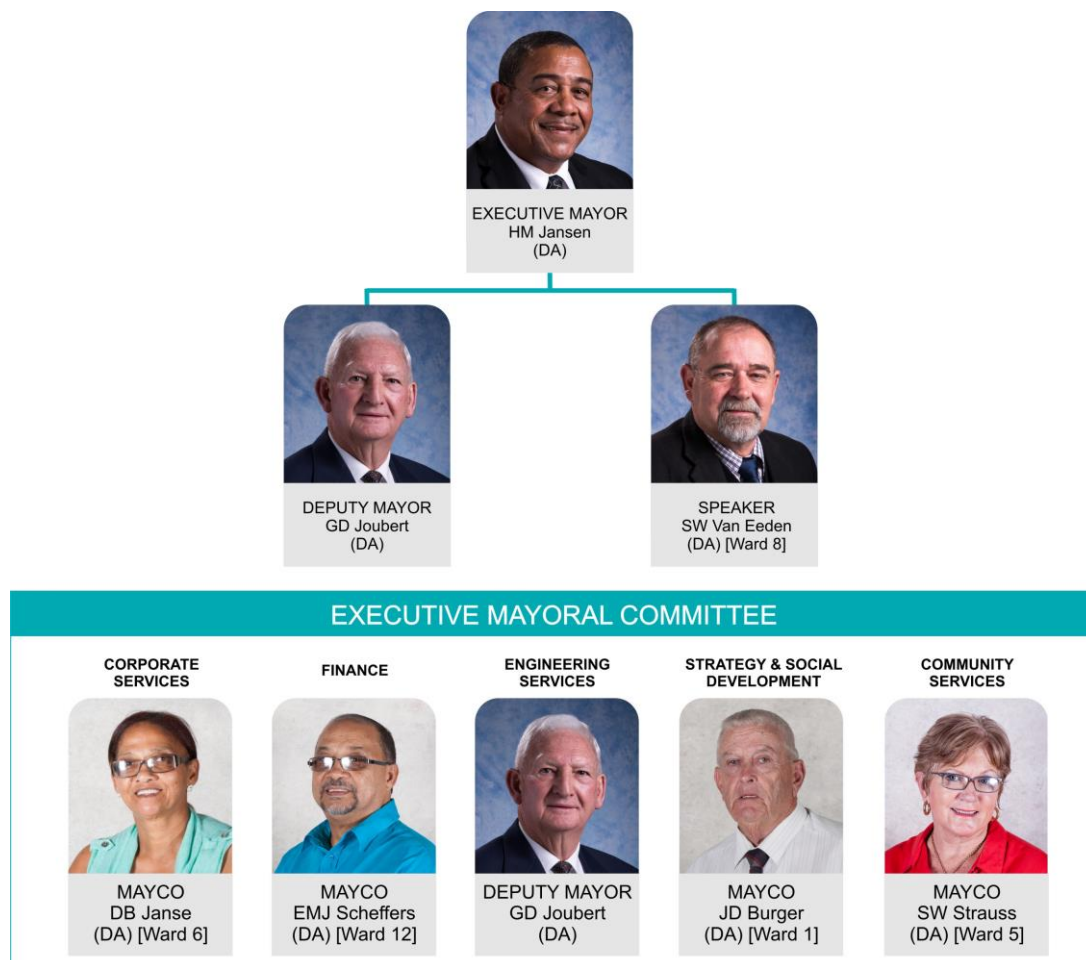 EXECUTIVE MAYOR
HM Jansen
(DA)
DEPUTY MAYOR
GD Joubert
(DA)
SPEAKER
SW Van Eeden
(DA) [Ward 8]
EXECUTIVE MAYORAL COMMITTEE
CORPORATE
SERVICES
MAYCO
DB Janse
(DA) [Ward 6]
FINANCE
MAYCO
EMJ Scheffers
(DA) [Ward 12]
ENGINEERING
SERVICES
DEPUTY MAYOR
GD Joubert
(DA)
STRATEGY & SOCIAL
DEVELOPMENT
MAYCO
JD Burger
(DA) [Ward 1]
COMMUNITY
SERVICES
MAYCO
SW Strauss
(DA) [Ward 5]